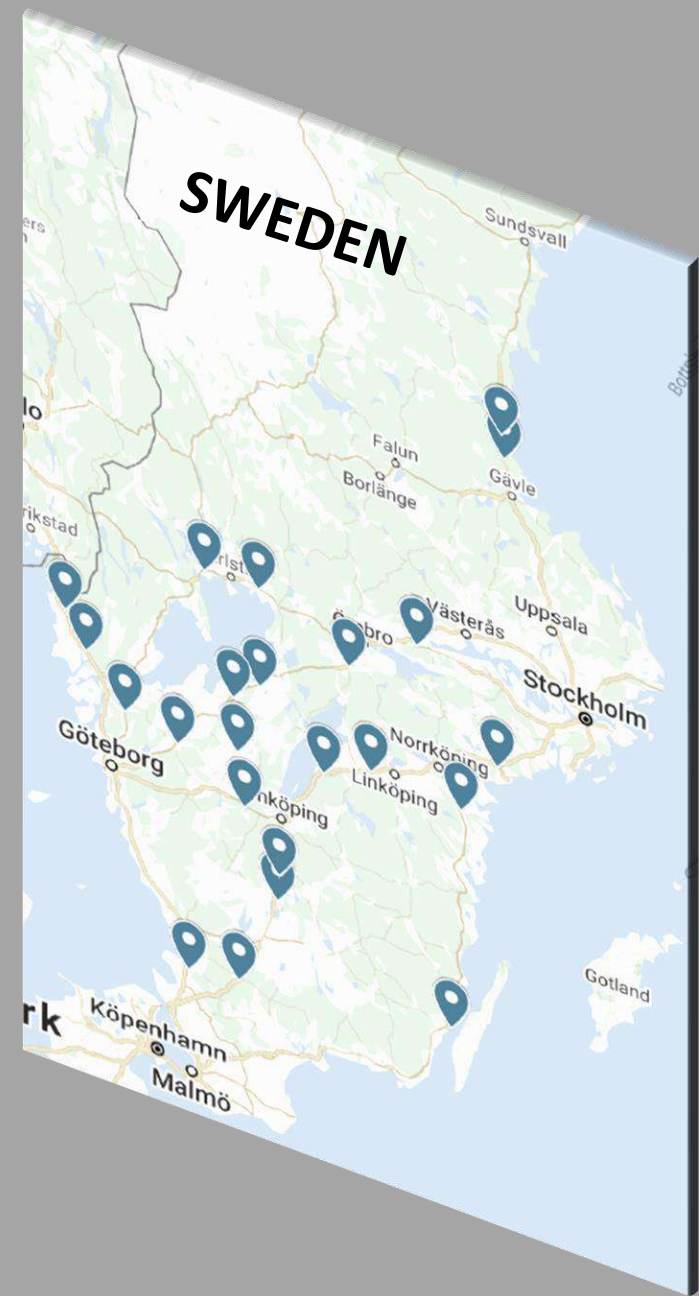 SWEDEN
Sundsvall
Falun
Borlänge
Gävle
Uppsala
Västerås
Stockholm
Göteborg
Norrköping
Linköping
Gotland
Köpenhamn
Malmö